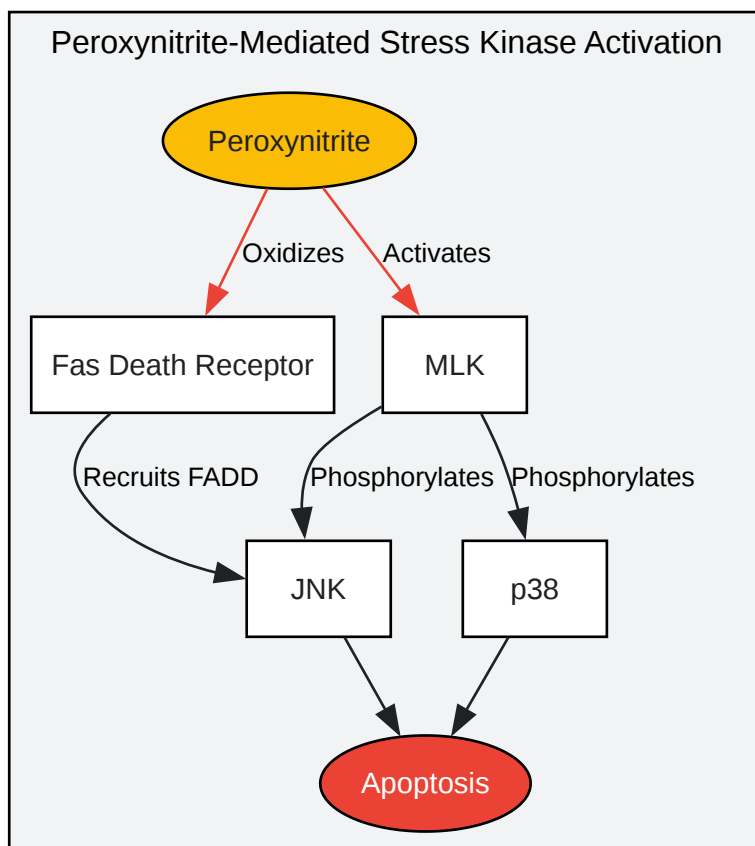 Peroxynitrite-Mediated Stress Kinase Activation
Peroxynitrite
Oxidizes
Activates
Fas Death Receptor
MLK
Recruits FADD
Phosphorylates
Phosphorylates
JNK
p38
Apoptosis